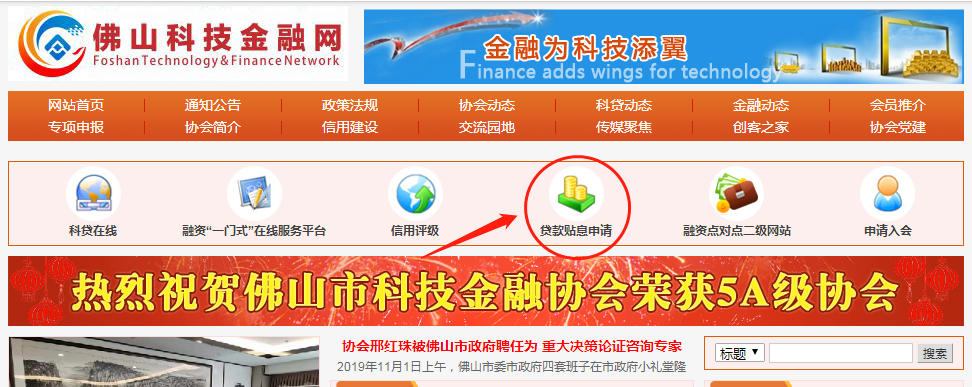 佛山科技金融网
Foshan Technology & Finance Network
金融为科技添翼
Finance adds wings for technology
网站首页 通知公告 政策法规 协会动态 科贷动态 金融动态 会员推介
专项申报 协会简介 信用建设 交流园地 传媒聚焦 创客之家 协会党建
科贷在线 融资“一门式”在线服务平台 信用评级 贷款贴息申请 融资点对点二级网站 申请入会
热烈祝贺佛山市科技金融协会荣获5A级协会
协会邢红珠被佛山市政府聘任为 重大决策论证咨询专家
2019年11月1日上午，佛山市委市政府四套班子在市政府小礼堂隆
标题 搜索